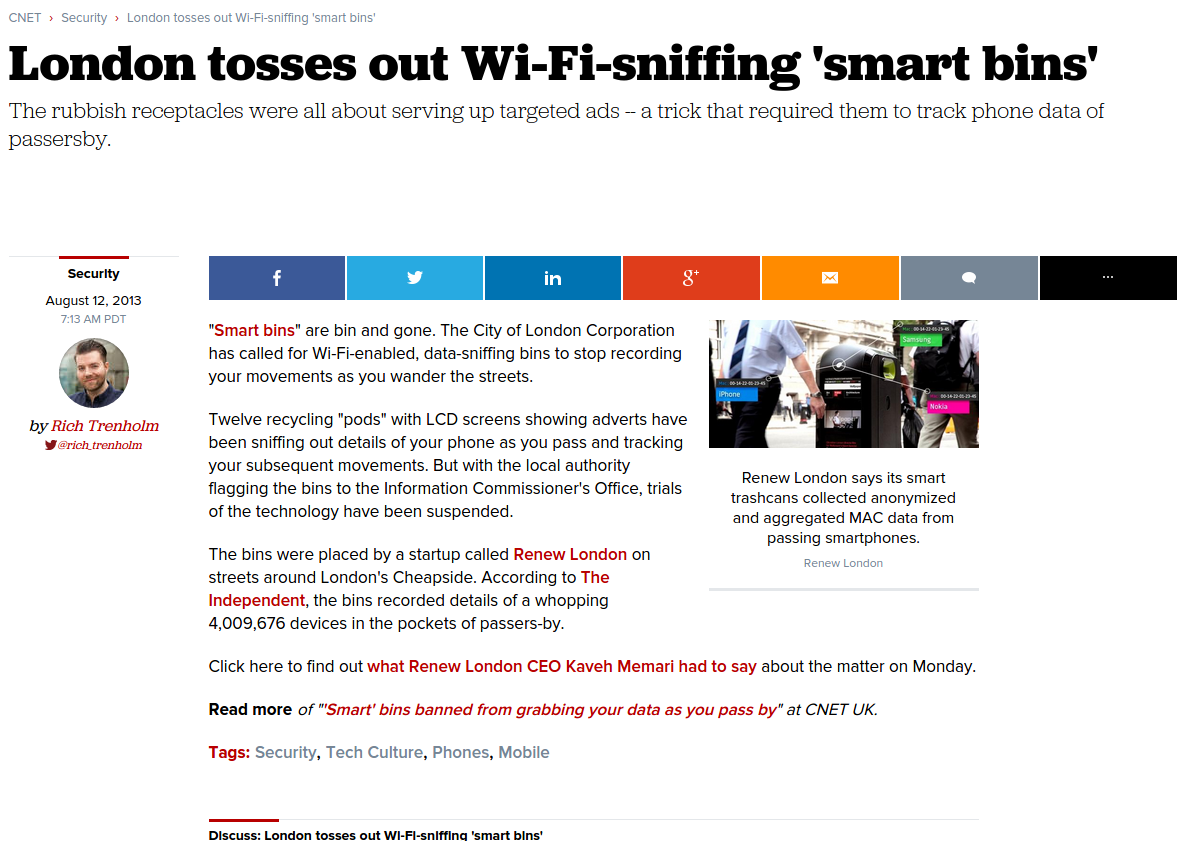 CNET › Security › London tosses out Wi-Fi-sniffing 'smart bins'
London tosses out Wi-Fi-sniffing 'smart bins'
The rubbish receptacles were all about serving up targeted ads -- a trick that required them to track phone data of
passersby.
Security
August 12, 2013
7:13 AM PDT
by Rich Trenholm
@rich_trenholm
f
in
g+
...
"Smart bins" are bin and gone. The City of London Corporation
has called for Wi-Fi-enabled, data-sniffing bins to stop recording
your movements as you wander the streets.
Twelve recycling "pods" with LCD screens showing adverts have
been sniffing out details of your phone as you pass and tracking
your subsequent movements. But with the local authority
flagging the bins to the Information Commissioner's Office, trials
of the technology have been suspended.
The bins were placed by a startup called Renew London on
streets around London's Cheapside. According to The
Independent, the bins recorded details of a whopping
4,009,676 devices in the pockets of passers-by.
00-14-22-01-23-45
Samsung
00-14-22-01-23-45
iPhone
00-14-22-01-23-45
Nokia
Renew London says its smart
trashcans collected anonymized
and aggregated MAC data from
passing smartphones.
Renew London
Click here to find out what Renew London CEO Kaveh Memari had to say about the matter on Monday.
Read more of "'Smart' bins banned from grabbing your data as you pass by" at CNET UK.
Tags: Security, Tech Culture, Phones, Mobile
Discuss: London tosses out Wi-Fi-sniffing 'smart bins'